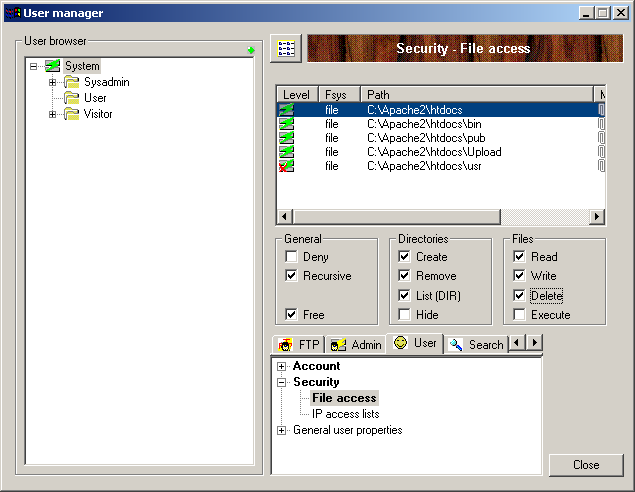 User manager
User browser
System
Sysadmin
User
Visitor
Security - File access
Level Fsys Path
file C:\Apache2\htdocs
file C:\Apache2\htdocs\bin
file C:\Apache2\htdocs\pub
file C:\Apache2\htdocs\Upload
file C:\Apache2\htdocs\usr
General
Deny
Recursive
Free
Directories
Create
Remove
List (DIR)
Hide
Files
Read
Write
Delete
Execute
FTP Admin User Search
Account
Security
File access
IP access lists
General user properties
Close